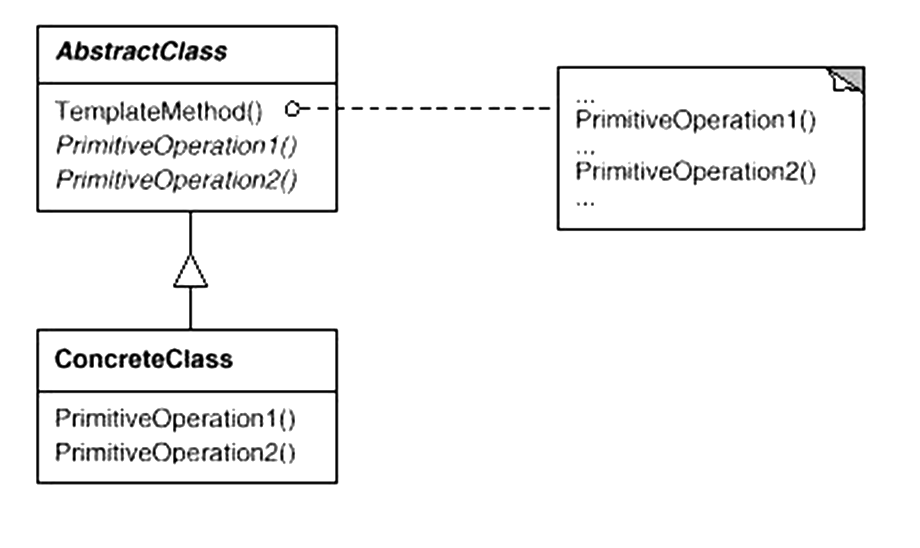 AbstractClass
TemplateMethod()
PrimitiveOperation1()
PrimitiveOperation2()
...
PrimitiveOperation1()
...
PrimitiveOperation2()
...
ConcreteClass
PrimitiveOperation1()
PrimitiveOperation2()